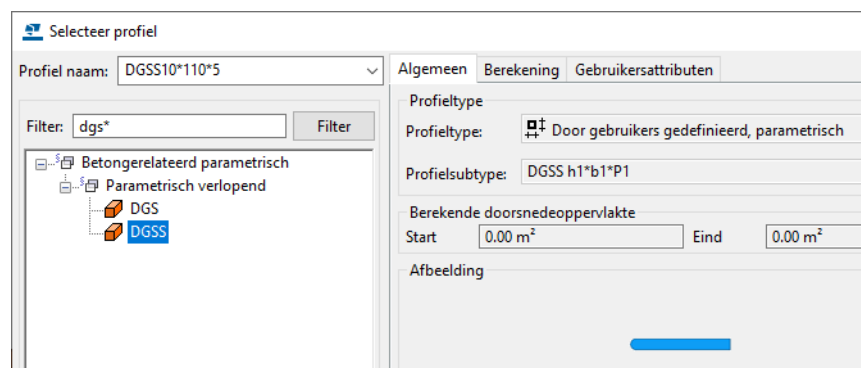 Selecteer profiel
Profiel naam: DGSS10*110*5
Filter: dgs* Filter
Betongerelateerd parametrisch
Parametrisch verlopend
DGS
DGSS
Algemeen Berekening Gebruikersattributen
Profieltype
Profieltype: Door gebruikers gedefinieerd, parametrisch
Profielsubtype: DGSS h1*b1*P1
Berekende doorsnedeoppervlakte
Start 0.00 m² Eind 0.00 m²
Afbeelding